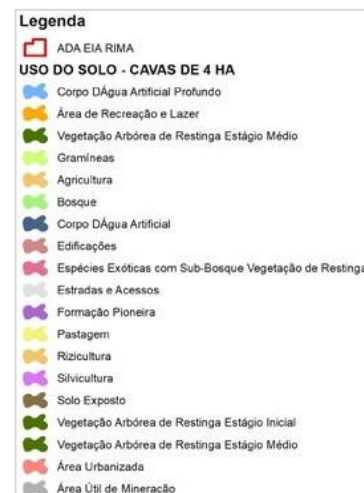 Legenda
ADA EIA RIMA
USO DO SOLO - CAVAS DE 4 HA
Corpo DÁgua Artificial Profundo
Área de Recreação e Lazer
Vegetação Arbórea de Restinga Estágio Médio
Gramíneas
Agricultura
Bosque
Corpo DÁgua Artificial
Edificações
Espécies Exóticas com Sub-Bosque Vegetação de Restinga
Estradas e Acessos
Formação Pioneira
Pastagem
Rizicultura
Silvicultura
Solo Exposto
Vegetação Arbórea de Restinga Estágio Inicial
Vegetação Arbórea de Restinga Estágio Médio
Área Urbanizada
Área Útil de Mineração